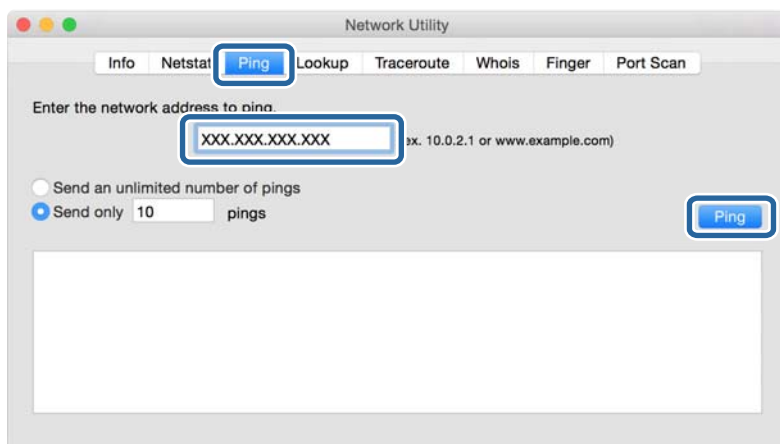 Network Utility
Info Netstat Ping Lookup Traceroute Whois Finger Port Scan
Enter the network address to ping.
XXX.XXX.XXX.XXX ex. 10.0.2.1 or www.example.com)
Send an unlimited number of pings
Send only 10 pings
Ping